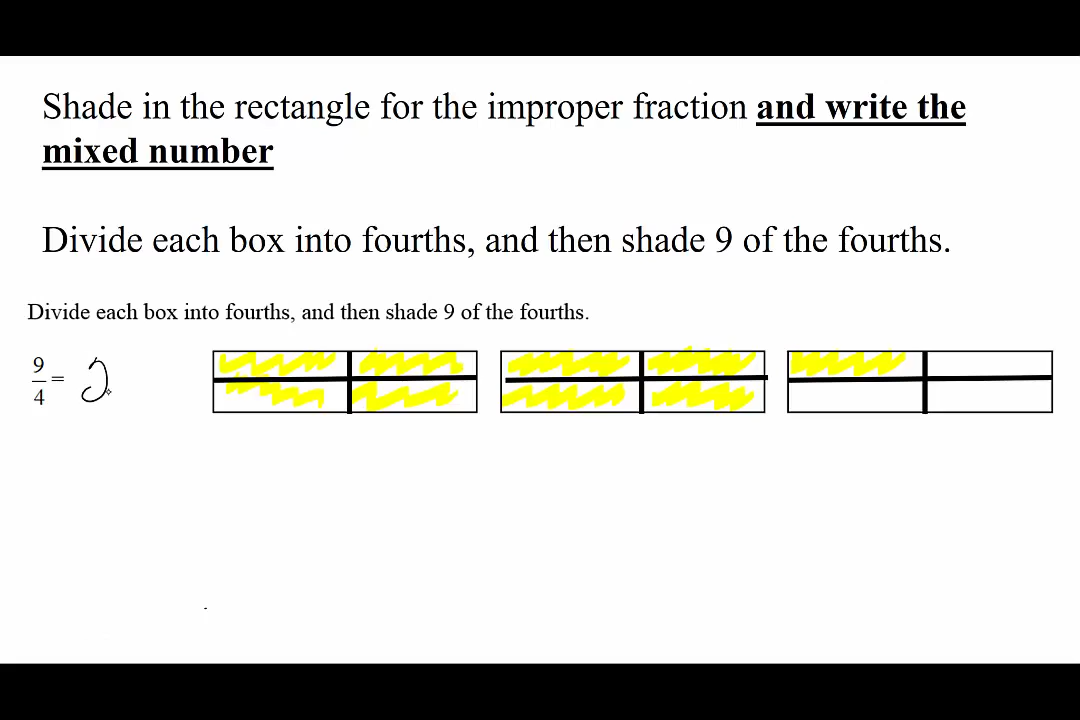 Shade in the rectangle for the improper fraction and write the
mixed number
Divide each box into fourths, and then shade 9 of the fourths.
Divide each box into fourths, and then shade 9 of the fourths.
9/4 = 2